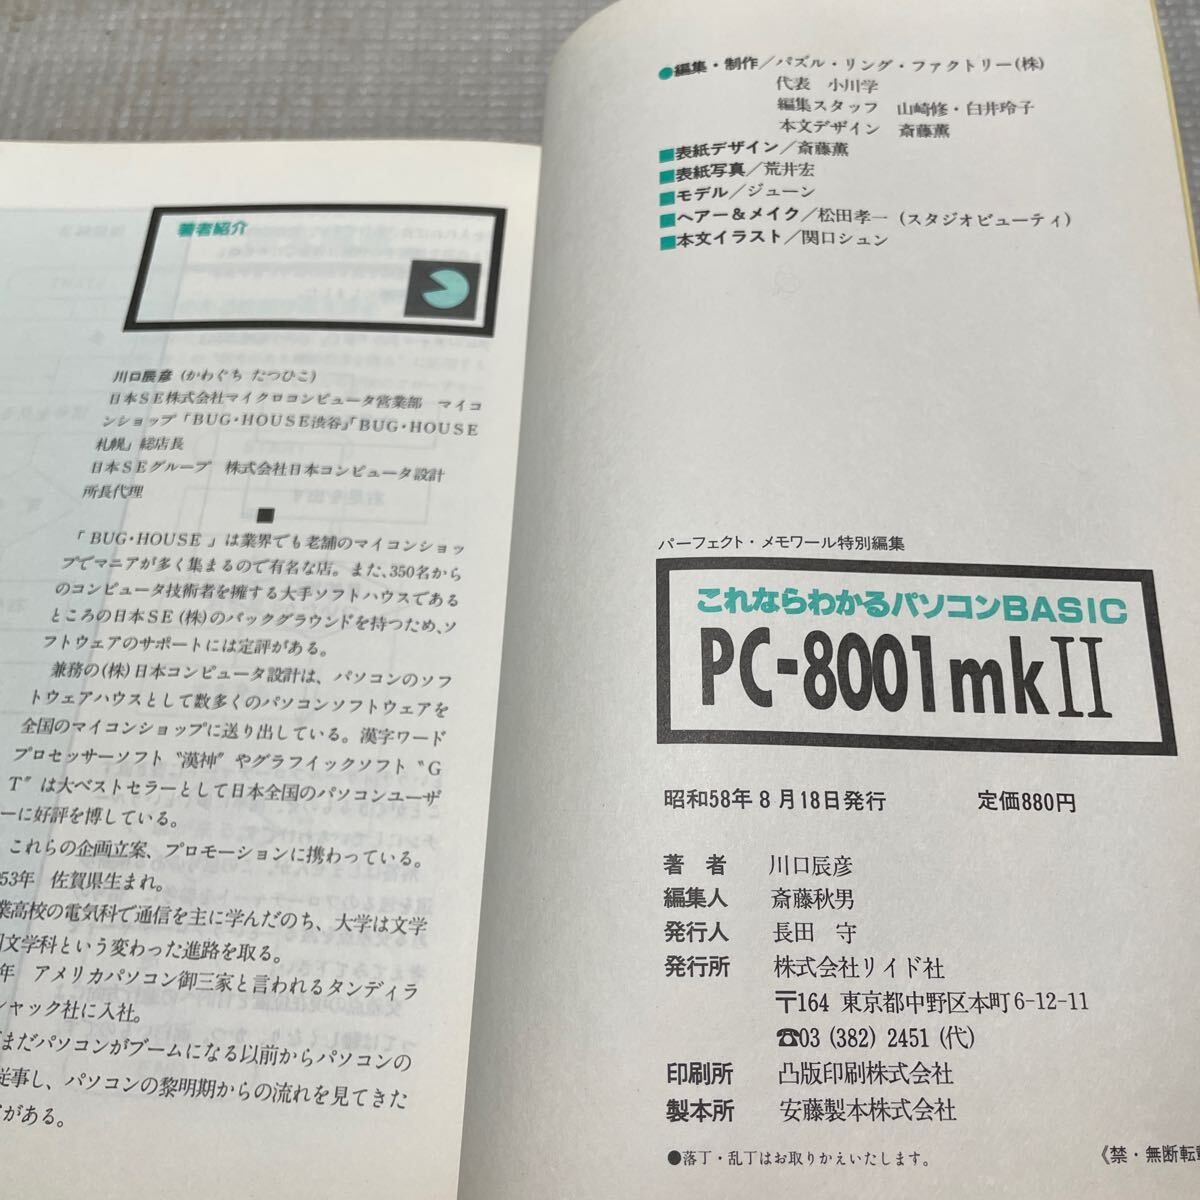 著者紹介
川口辰彦(かわぐち たつひこ)
日本SE株式会社マイクロコンピュータ営業部 マイコ
ンショップ「BUG・HOUSE渋谷」「BUG・HOUSE
札幌」総店長
日本SEグループ 株式会社日本コンピュータ設計
所長代理
「BUG・HOUSE」は業界でも老舗のマイコンショッ
プでマニアが多く集まるので有名な店。また、350名から
のコンピュータ技術者を擁する大手ソフトハウスである
ところの日本SE(株)のバックグラウンドを持つため、ソ
フトウェアのサポートには定評がある。
兼務の(株)日本コンピュータ設計は、パソコンのソフ
トウェアハウスとして数多くのパソコンソフトウェアを
全国のマイコンショップに送り出している。漢字ワード
プロセッサーソフト〝漢神〟やグラフイックソフト〝G
T〟は大ベストセラーとして日本全国のパソコンユーザ
ーに好評を博している。
これらの企画立案、プロモーションに携わっている。
53年 佐賀県生まれ。
業高校の電気科で通信を主に学んだのち、大学は文学
文学科という変わった進路を取る。
年 アメリカパソコン御三家と言われるタンディラ
シャック社に入社。
まだパソコンがブームになる以前からパソコンの
従事し、パソコンの黎明期からの流れを見てきた
がある。
●編集・制作/パズル・リング・ファクトリー(株)
代表 小川学
編集スタッフ 山崎修・臼井玲子
本文デザイン 斎藤薫
■表紙デザイン/斎藤薫
■表紙写真/荒井宏
■モデル/ジューン
■ヘアー&メイク/松田孝一(スタジオビューティ)
■本文イラスト/関口シュン
パーフェクト・メモワール特別編集
これならわかるパソコンBASIC
PC-8001mkII
昭和58年8月18日発行 定価880円
著者 川口辰彦
編集人 斎藤秋男
発行人 長田 守
発行所 株式会社リイド社
〒164 東京都中野区本町6-12-11
☎03(382)2451(代)
印刷所 凸版印刷株式会社
製本所 安藤製本株式会社
●落丁・乱丁はお取りかえいたします。
《禁・無断転載